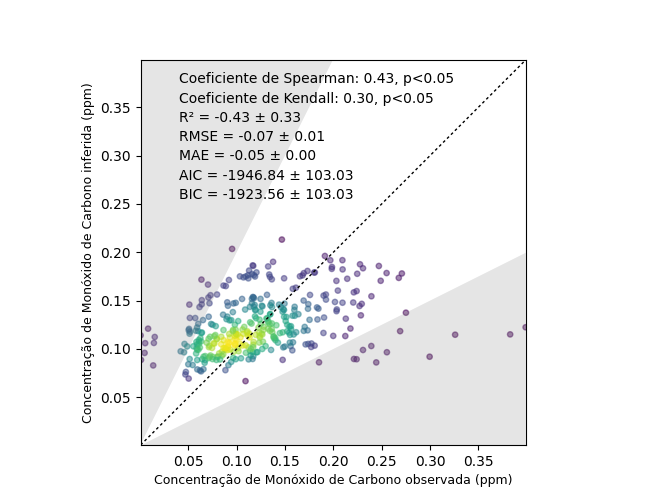 Coeficiente de Spearman: 0.43, p<0.05
Coeficiente de Kendall: 0.30, p<0.05
R² = -0.43 ± 0.33
RMSE = -0.07 ± 0.01
MAE = -0.05 ± 0.00
AIC = -1946.84 ± 103.03
BIC = -1923.56 ± 103.03
Concentração de Monóxido de Carbono inferida (ppm)
0.35
0.30
0.25
0.20
0.15
0.10
0.05
0.05 0.10 0.15 0.20 0.25 0.30 0.35
Concentração de Monóxido de Carbono observada (ppm)